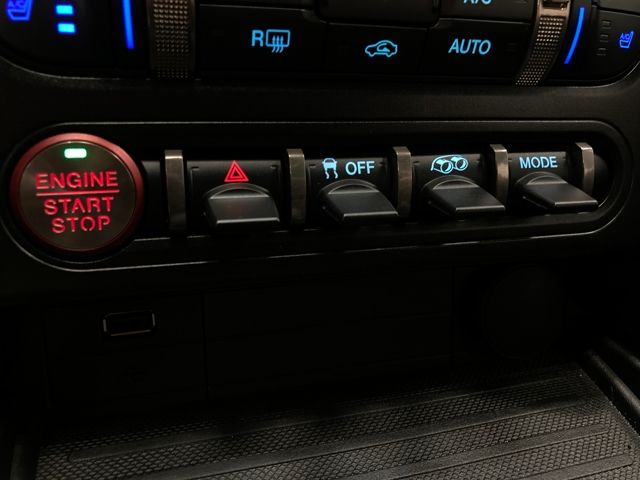 A/C
R
AUTO
A/C
ENGINE
START
STOP
OFF
MODE